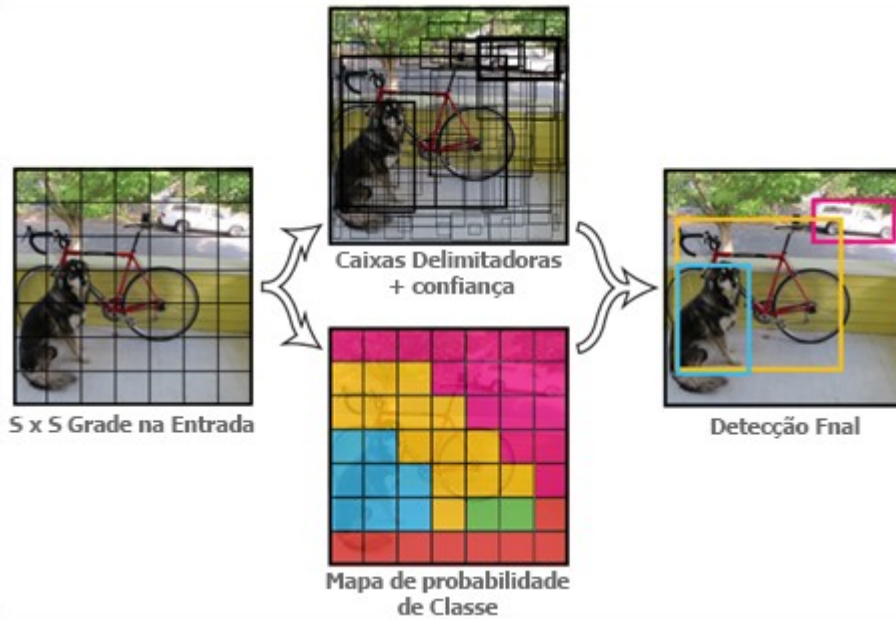 Caixas Delimitadoras
+ confiança
S x S Grade na Entrada
Detecção Fnal
Mapa de probabilidade
de Classe